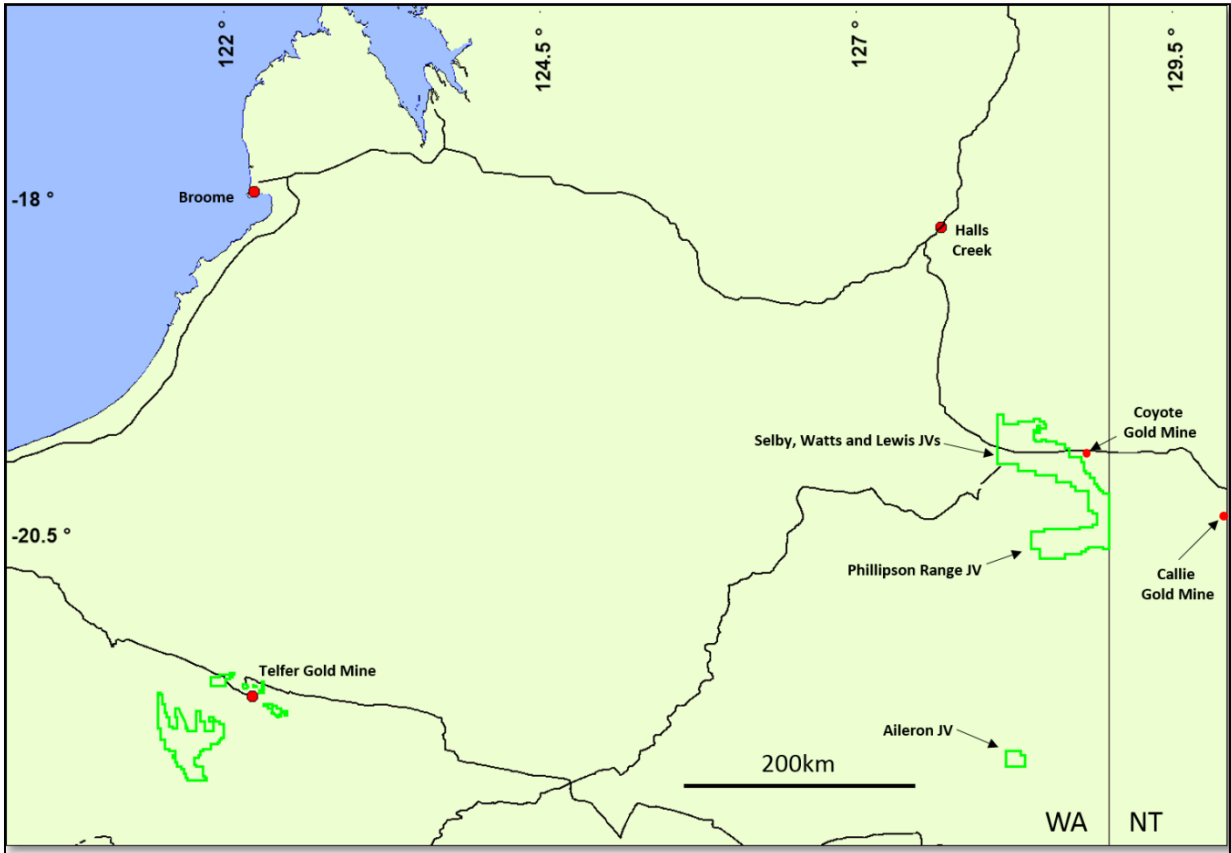 122 °
124.5 °
127 °
129.5 °
-18 °
Broome
Halls
Creek
Coyote
Gold Mine
Selby, Watts and Lewis JVs
-20.5 °
Phillipson Range JV
Callie
Gold Mine
Telfer Gold Mine
Aileron JV
200km
WA
NT